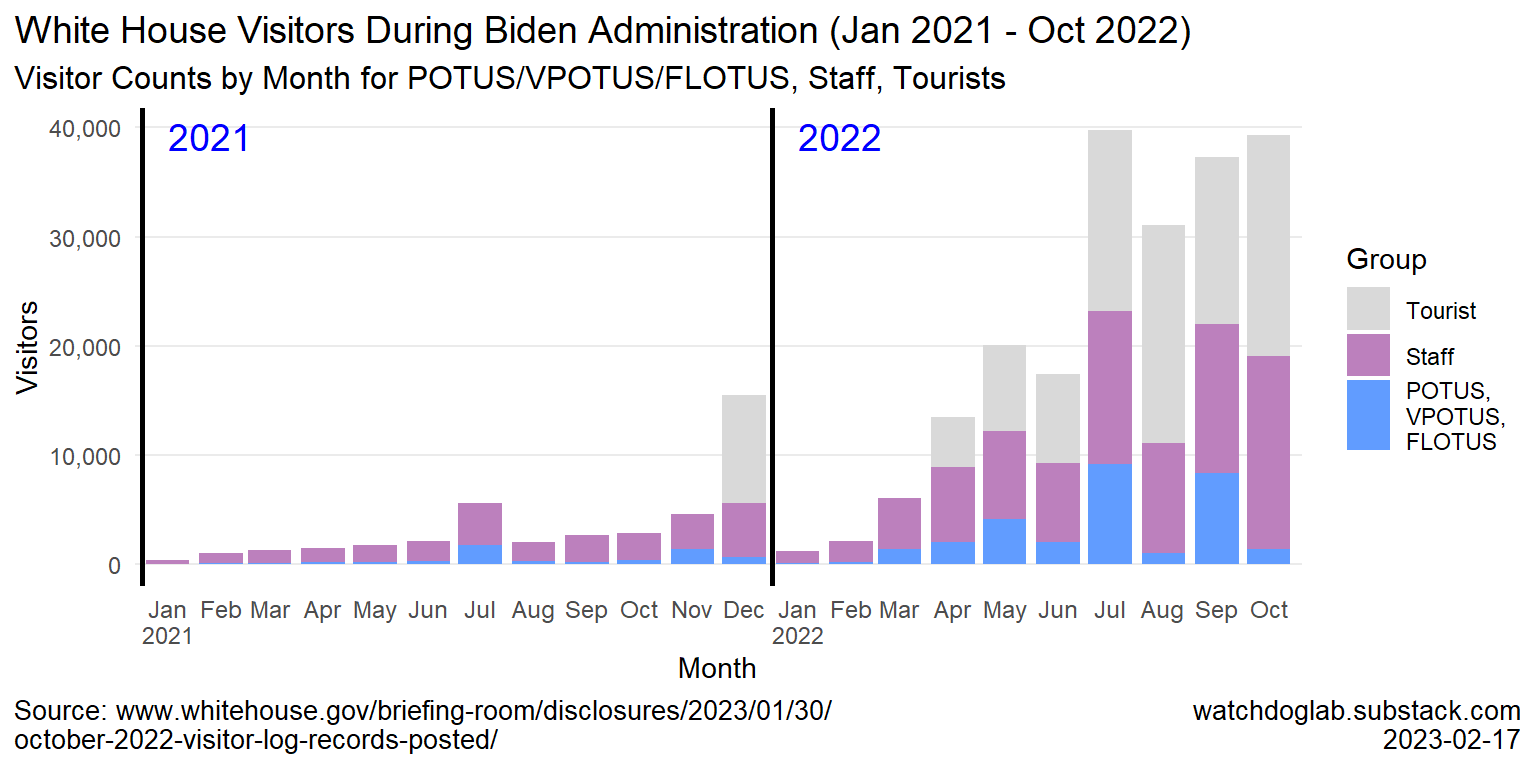 White House Visitors During Biden Administration (Jan 2021 - Oct 2022)
Visitor Counts by Month for POTUS/VPOTUS/FLOTUS, Staff, Tourists
2021
2022
40,000
30,000
20,000
10,000
0
Visitors
Jan Feb Mar Apr May Jun Jul Aug Sep Oct Nov Dec Jan Feb Mar Apr May Jun Jul Aug Sep Oct
2021 2022
Month
Group
Tourist
Staff
POTUS,
VPOTUS,
FLOTUS
Source: www.whitehouse.gov/briefing-room/disclosures/2023/01/30/
october-2022-visitor-log-records-posted/
watchdoglab.substack.com
2023-02-17